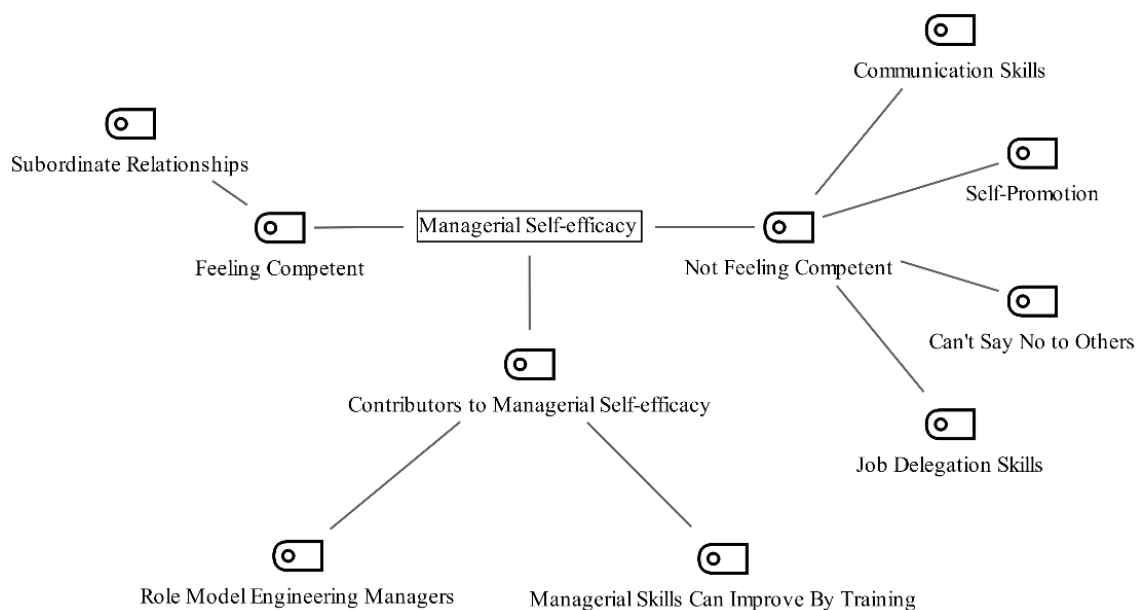 Communication Skills
Subordinate Relationships
Self-Promotion
Managerial Self-efficacy
Feeling Competent
Not Feeling Competent
Can't Say No to Others
Contributors to Managerial Self-efficacy
Job Delegation Skills
Role Model Engineering Managers
Managerial Skills Can Improve By Training